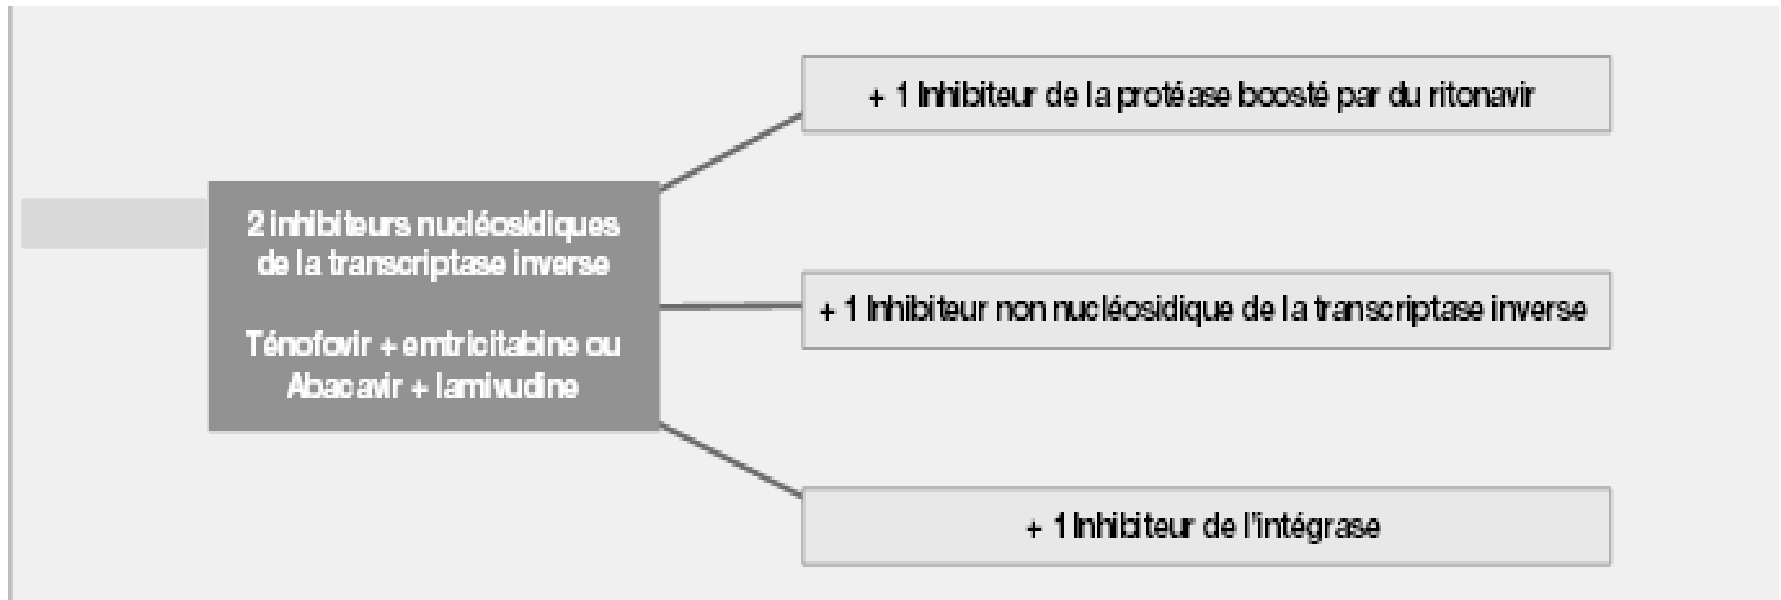 + 1 Inhibiteur de la protéase boosté par du ritonavir
2 inhibiteurs nucléosidiques
de la transcriptase inverse
Ténofovir + emtricitabine ou
Abacavir + lamivudine
+ 1 Inhibiteur non nucléosidique de la transcriptase inverse
+ 1 Inhibiteur de l'intégrase